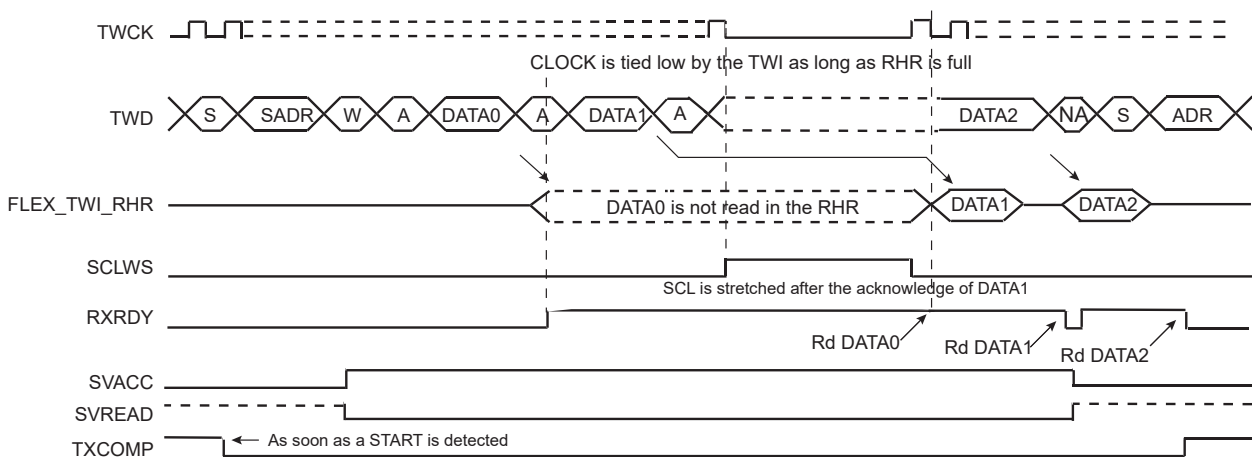 TWCK
CLOCK is tied low by the TWI as long as RHR is full
TWD S SADR W A DATA0 A DATA1 A DATA2 NA S ADR
FLEX_TWI_RHR DATA0 is not read in the RHR DATA1 DATA2
SCLWS
SCL is stretched after the acknowledge of DATA1
RXRDY
Rd DATA0 Rd DATA1 Rd DATA2
SVACC
SVREAD
TXCOMP As soon as a START is detected